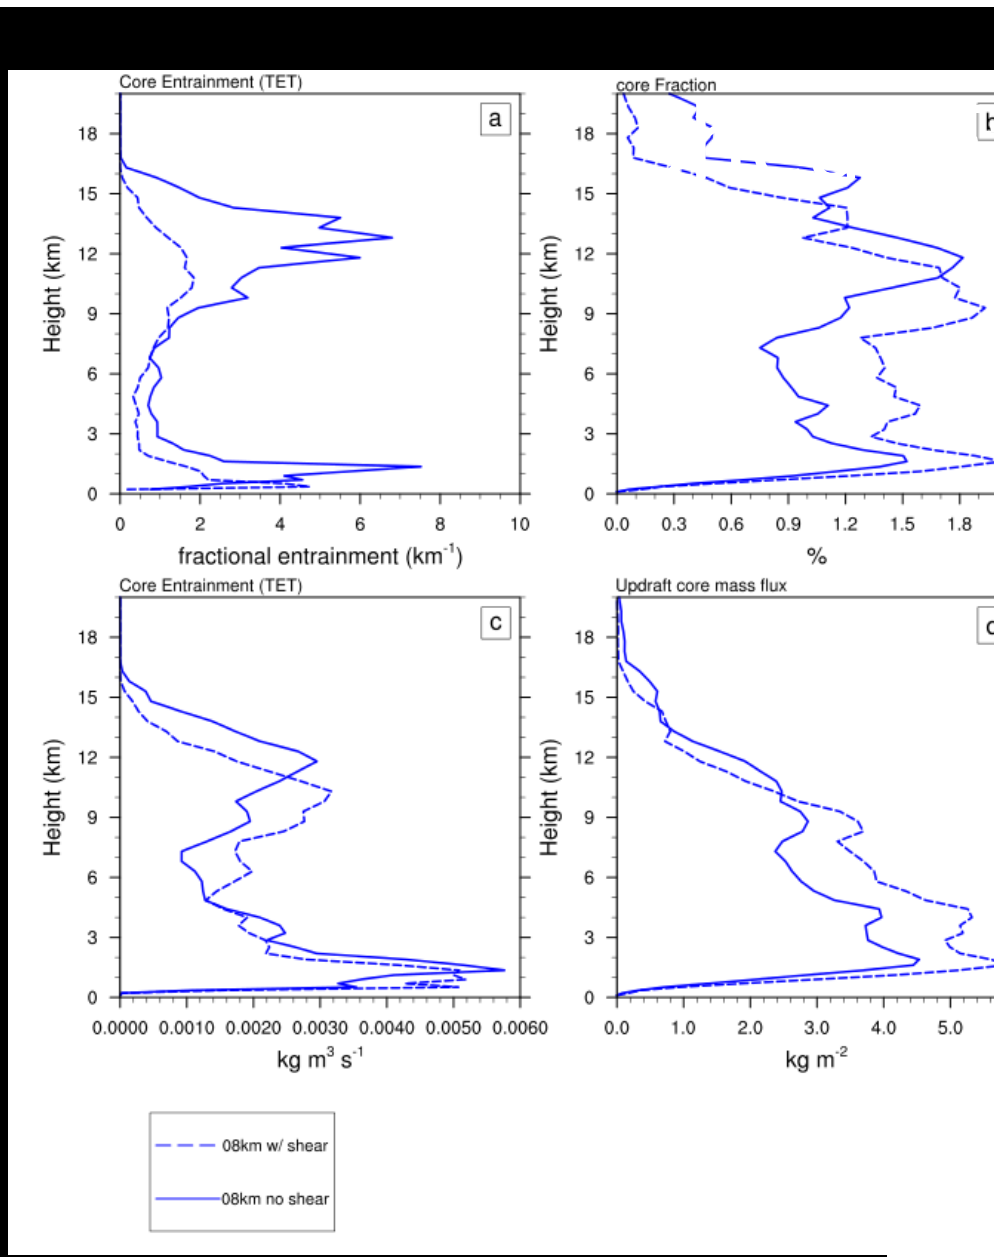 Core Entrainment (TET)
a
18
15
12
9
6
3
0
Height (km)
0 2 4 6 8 10
fractional entrainment (km-1)
core Fraction
b
18
15
12
9
6
3
0
Height (km)
0.0 0.3 0.6 0.9 1.2 1.5 1.8
%
Core Entrainment (TET)
c
18
15
12
9
6
3
0
Height (km)
0.0000 0.0010 0.0020 0.0030 0.0040 0.0050 0.0060
kg m3 s-1
Updraft core mass flux
18
15
12
9
6
3
0
Height (km)
0.0 1.0 2.0 3.0 4.0 5.0
kg m-2
08km w/ shear
08km no shear